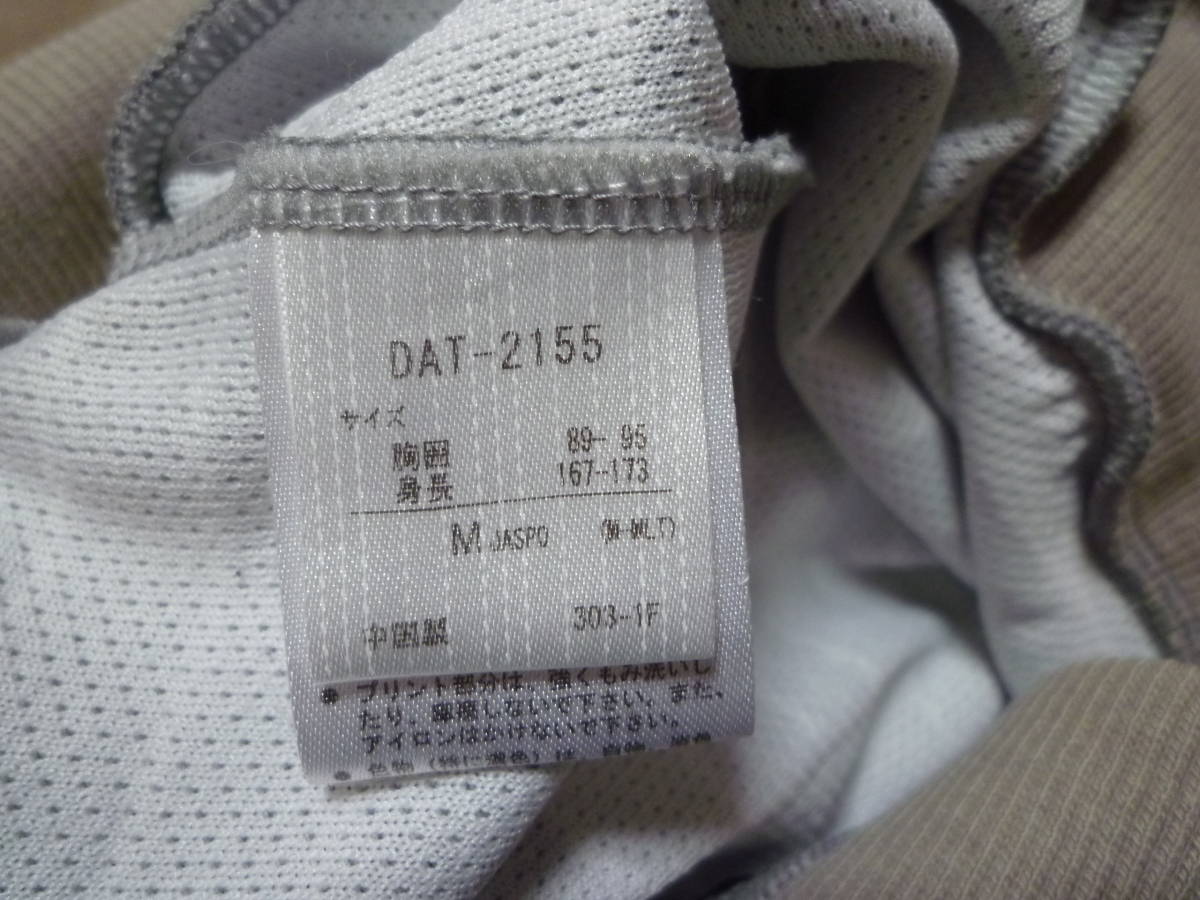 DAT-2155
サイズ
胸囲 89-95
身長 167-173
M JASPO (M-MLT)
中国製 303-1F
● プリント部分は、強くもみ洗いし
たり、摩擦しないで下さい。また、
アイロンはかけないで下さい。
●